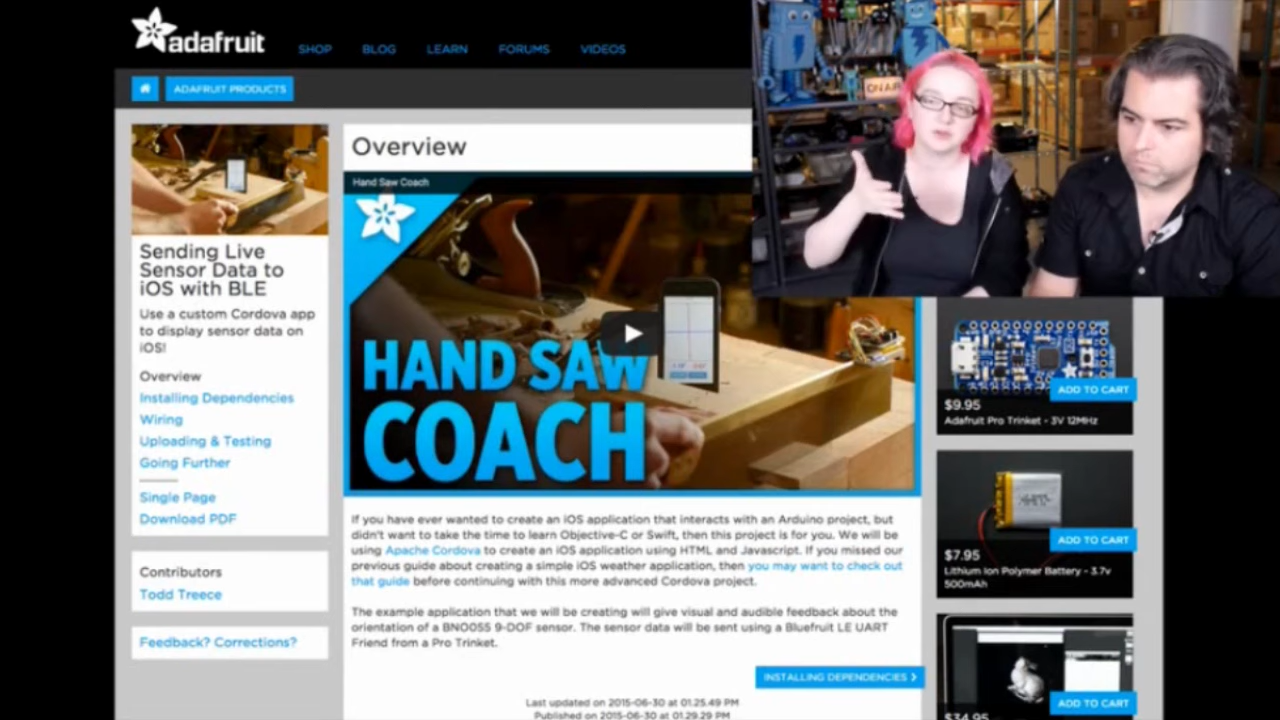 adafruit
SHOP
BLOG
LEARN
FORUMS
VIDEOS
ADAFRUIT PRODUCTS
ON AIR
Sending Live
Sensor Data to
iOS with BLE
Use a custom Cordova app
to display sensor data on
iOS!
Overview
Installing Dependencies
Wiring
Uploading & Testing
Going Further
Single Page
Download PDF
Contributors
Todd Treece
Feedback? Corrections?
Overview
Hand Saw Coach
HAND SAW
COACH
If you have ever wanted to create an iOS application that interacts with an Arduino project, but
didn't want to take the time to learn Objective-C or Swift, then this project is for you. We will be
using Apache Cordova to create an iOS application using HTML and Javascript. If you missed our
previous guide about creating a simple iOS weather application, then you may want to check out
that guide before continuing with this more advanced Cordova project.
The example application that we will be creating will give visual and audible feedback about the
orientation of a BNO055 9-DOF sensor. The sensor data will be sent using a Bluefruit LE UART
Friend from a Pro Trinket.
INSTALLING DEPENDENCIES
Last updated on 2015-06-30 at 01.25.49 PM
Published on 2015-06-30 at 01.29.29 PM
ADD TO CART
$9.95
Adafruit Pro Trinket - 3V 12MHz
ADD TO CART
$7.95
Lithium Ion Polymer Battery - 3.7v
500mAh
ADD TO CART
$34.95